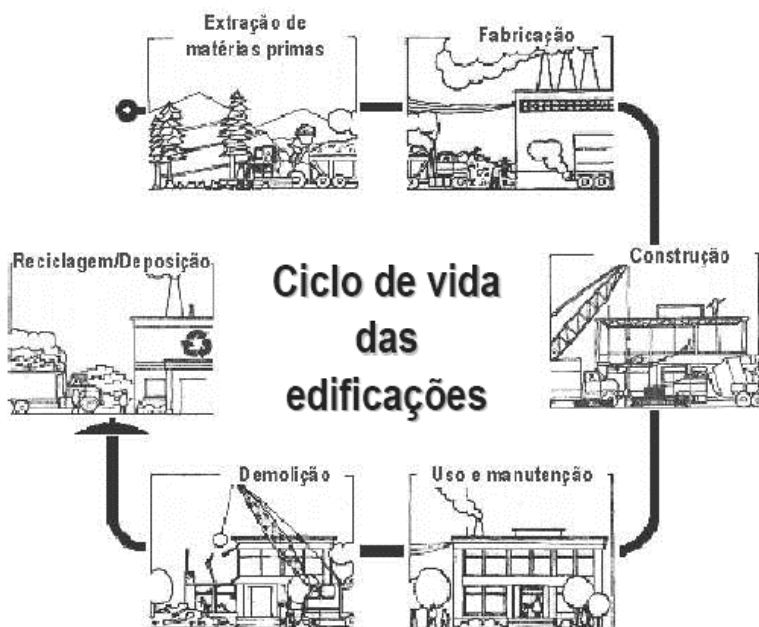 Extração de
matérias primas
Fabricação
Construção
Uso e manutenção
Demolição
Reciclagem/Deposição
Ciclo de vida
das
edificações